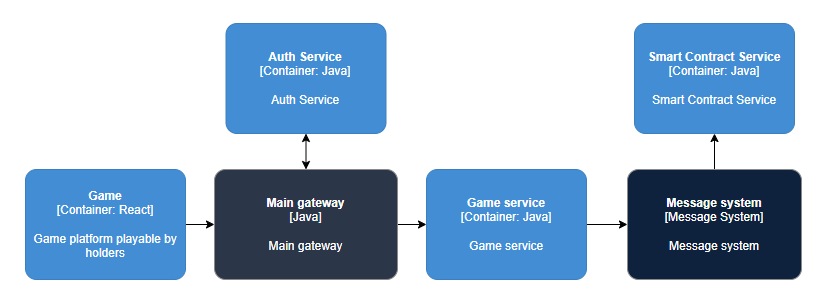 Auth Service
[Container: Java]
Auth Service
Smart Contract Service
[Container: Java]
Smart Contract Service
Game
[Container: React]
Game platform playable by
holders
Main gateway
[Java]
Main gateway
Game service
[Container: Java]
Game service
Message system
[Message System]
Message system